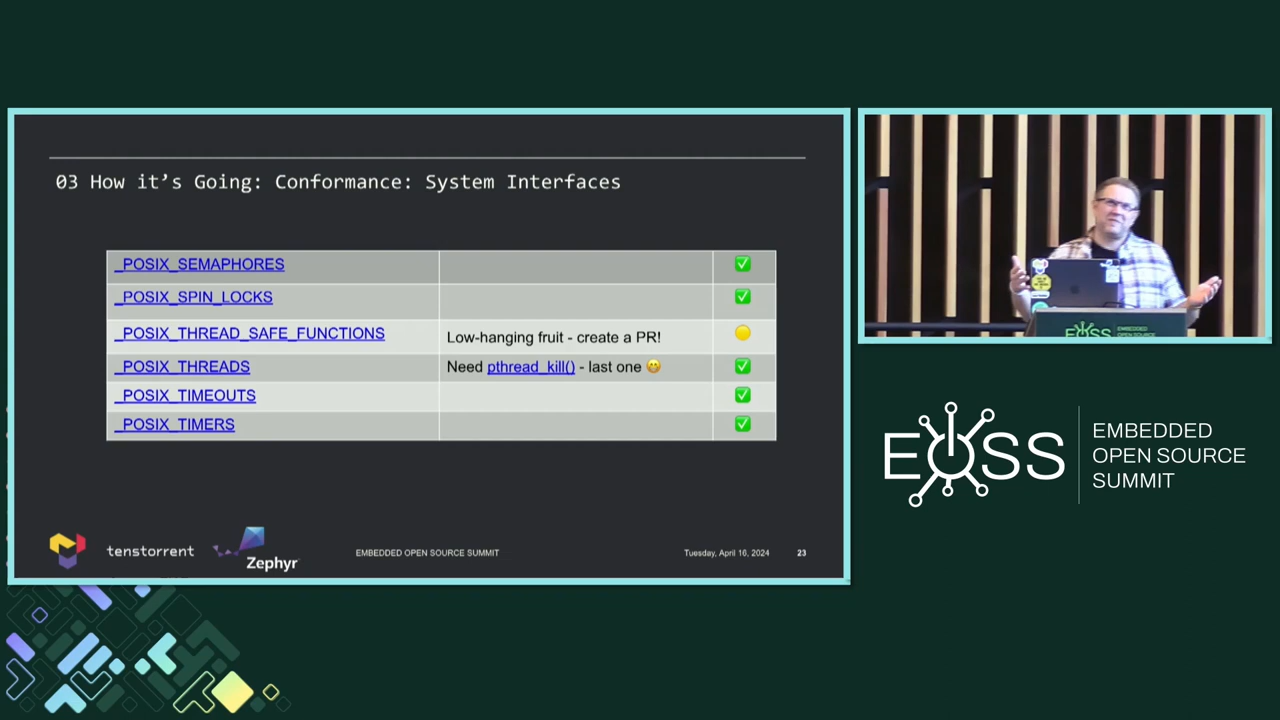 03 How it's Going: Conformance: System Interfaces
_POSIX_SEMAPHORES
_POSIX_SPIN_LOCKS
_POSIX_THREAD_SAFE_FUNCTIONS Low-hanging fruit - create a PR!
_POSIX_THREADS Need pthread_kill() - last one 😁
_POSIX_TIMEOUTS
_POSIX_TIMERS
tenstorrent Zephyr EMBEDDED OPEN SOURCE SUMMIT Tuesday, April 16, 2024 23
EOSS
EOSS
EMBEDDED
OPEN SOURCE
SUMMIT